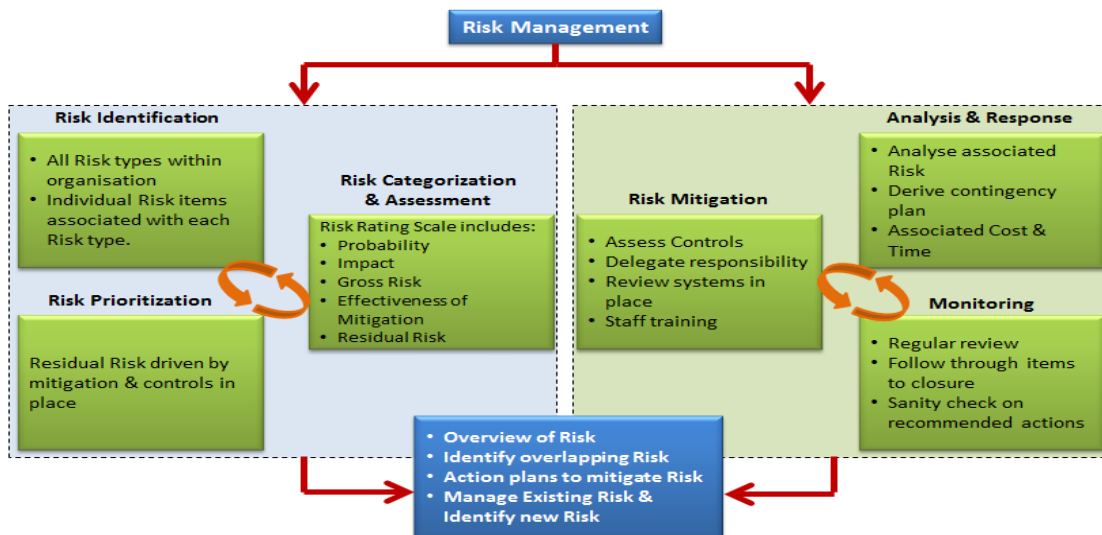 Risk Management
Risk Identification
• All Risk types within
organisation
• Individual Risk items
associated with each
Risk type.
Risk Categorization
& Assessment
Risk Rating Scale includes:
• Probability
• Impact
• Gross Risk
• Effectiveness of
Mitigation
• Residual Risk
Risk Prioritization
Residual Risk driven by
mitigation & controls in
place
Analysis & Response
• Analyse associated
Risk
• Derive contingency
plan
• Associated Cost &
Time
Risk Mitigation
• Assess Controls
• Delegate responsibility
• Review systems in
place
• Staff training
Monitoring
• Regular review
• Follow through items
to closure
• Sanity check on
recommended actions
• Overview of Risk
• Identify overlapping Risk
• Action plans to mitigate Risk
• Manage Existing Risk &
Identify new Risk